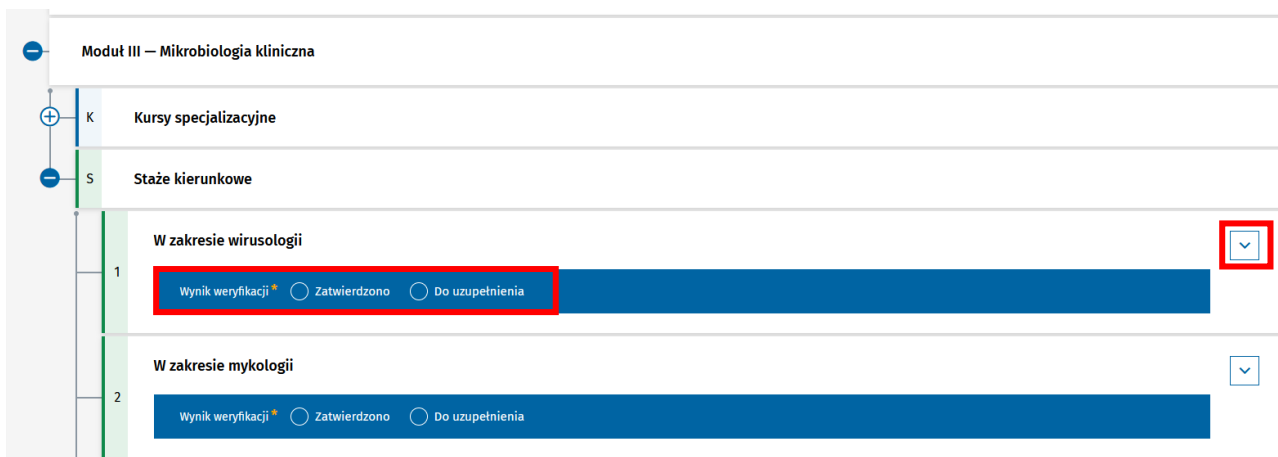 Moduł III — Mikrobiologia kliniczna
K Kursy specjalizacyjne
S Staże kierunkowe
W zakresie wirusologii
1
Wynik weryfikacji * Zatwierdzono Do uzupełnienia
W zakresie mykologii
2
Wynik weryfikacji * Zatwierdzono Do uzupełnienia